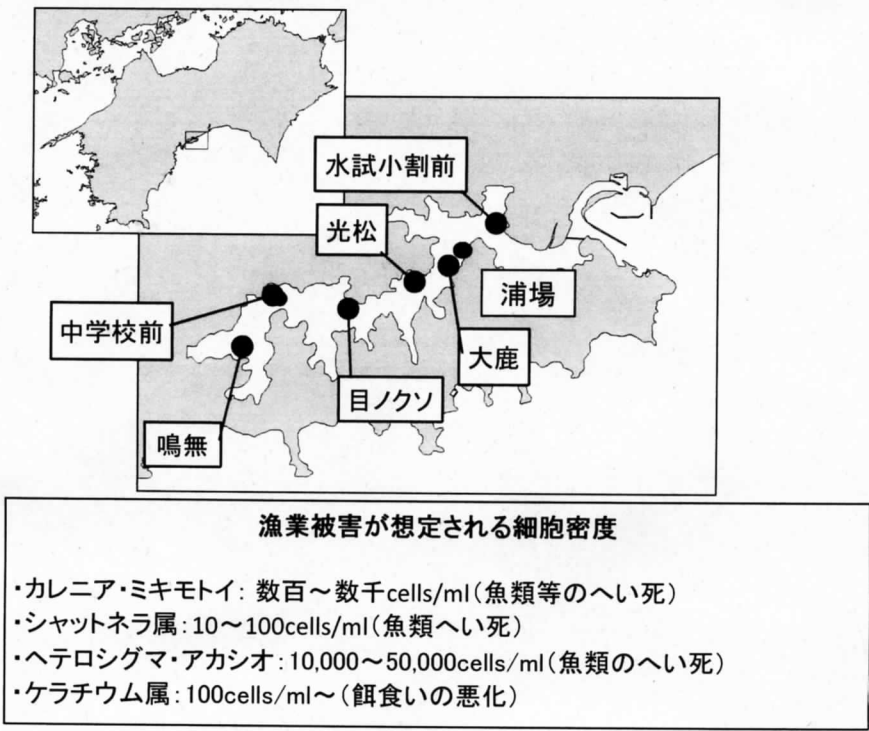 水試小割前
光松
浦場
中学校前
大鹿
目ノクソ
鳴無
漁業被害が想定される細胞密度
・カレニア・ミキモトイ： 数百～数千cells/ml（魚類等のへい死）
・シャットネラ属：10～100cells/ml（魚類へい死）
・ヘテロシグマ・アカシオ：10,000～50,000cells/ml（魚類のへい死）
・ケラチウム属：100cells/ml～（餌食いの悪化）